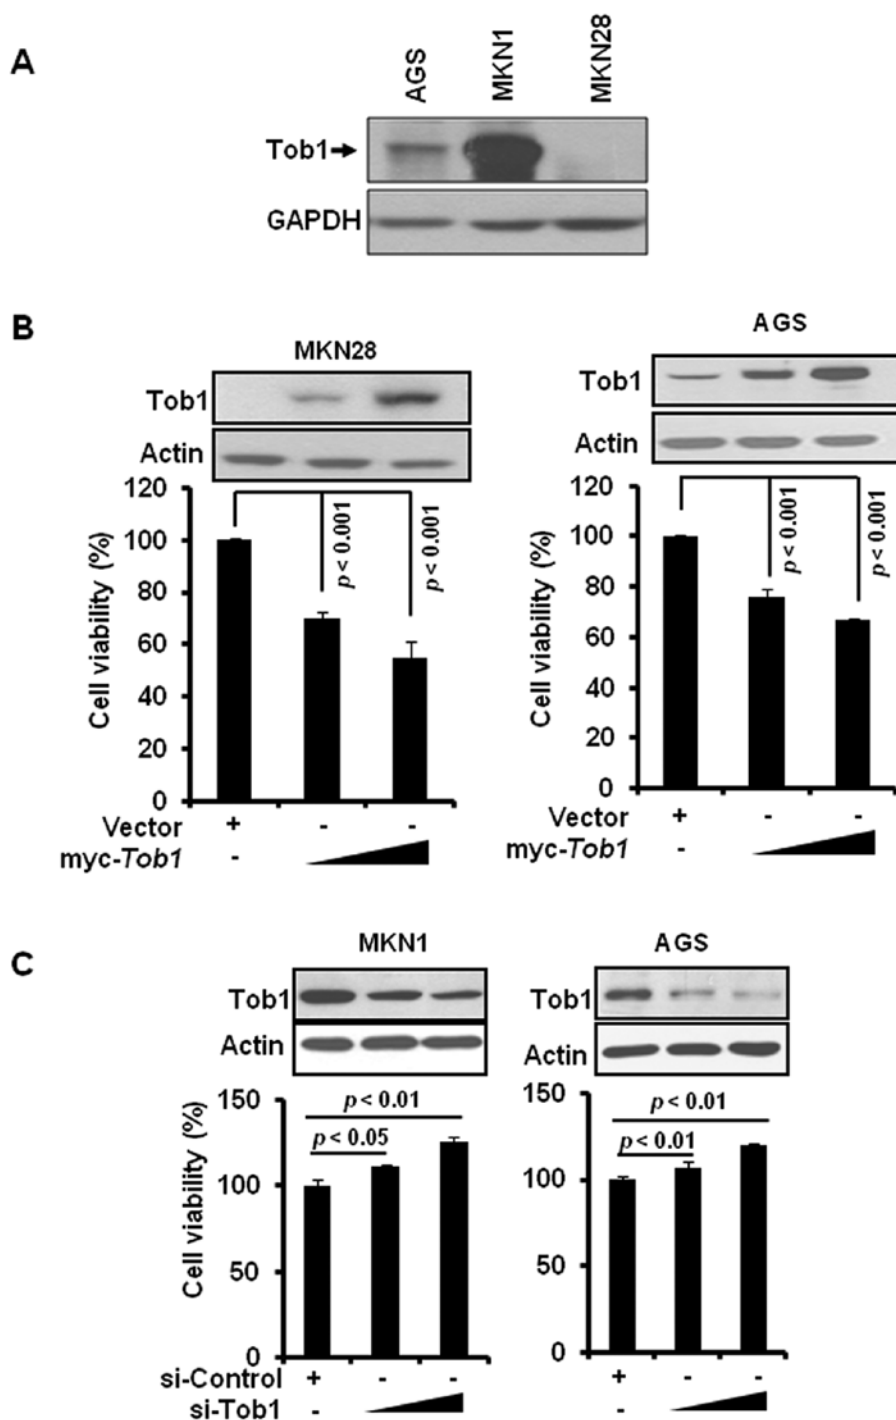 A
AGS MKN1 MKN28
Tob1
GAPDH
B
MKN28
Tob1
Actin
120
100
80
60
40
20
0
Cell viability (%)
p < 0.001
p < 0.001
Vector + - -
myc-Tob1 -
AGS
Tob1
Actin
120
100
80
60
40
20
0
Cell viability (%)
p < 0.001
p < 0.001
+ - -
-
C
MKN1
Tob1
Actin
150
100
50
0
Cell viability (%)
p < 0.01
p < 0.05
si-Control + - -
si-Tob1 -
AGS
Tob1
Actin
150
100
50
0
p < 0.01
p < 0.01
+ - -
-